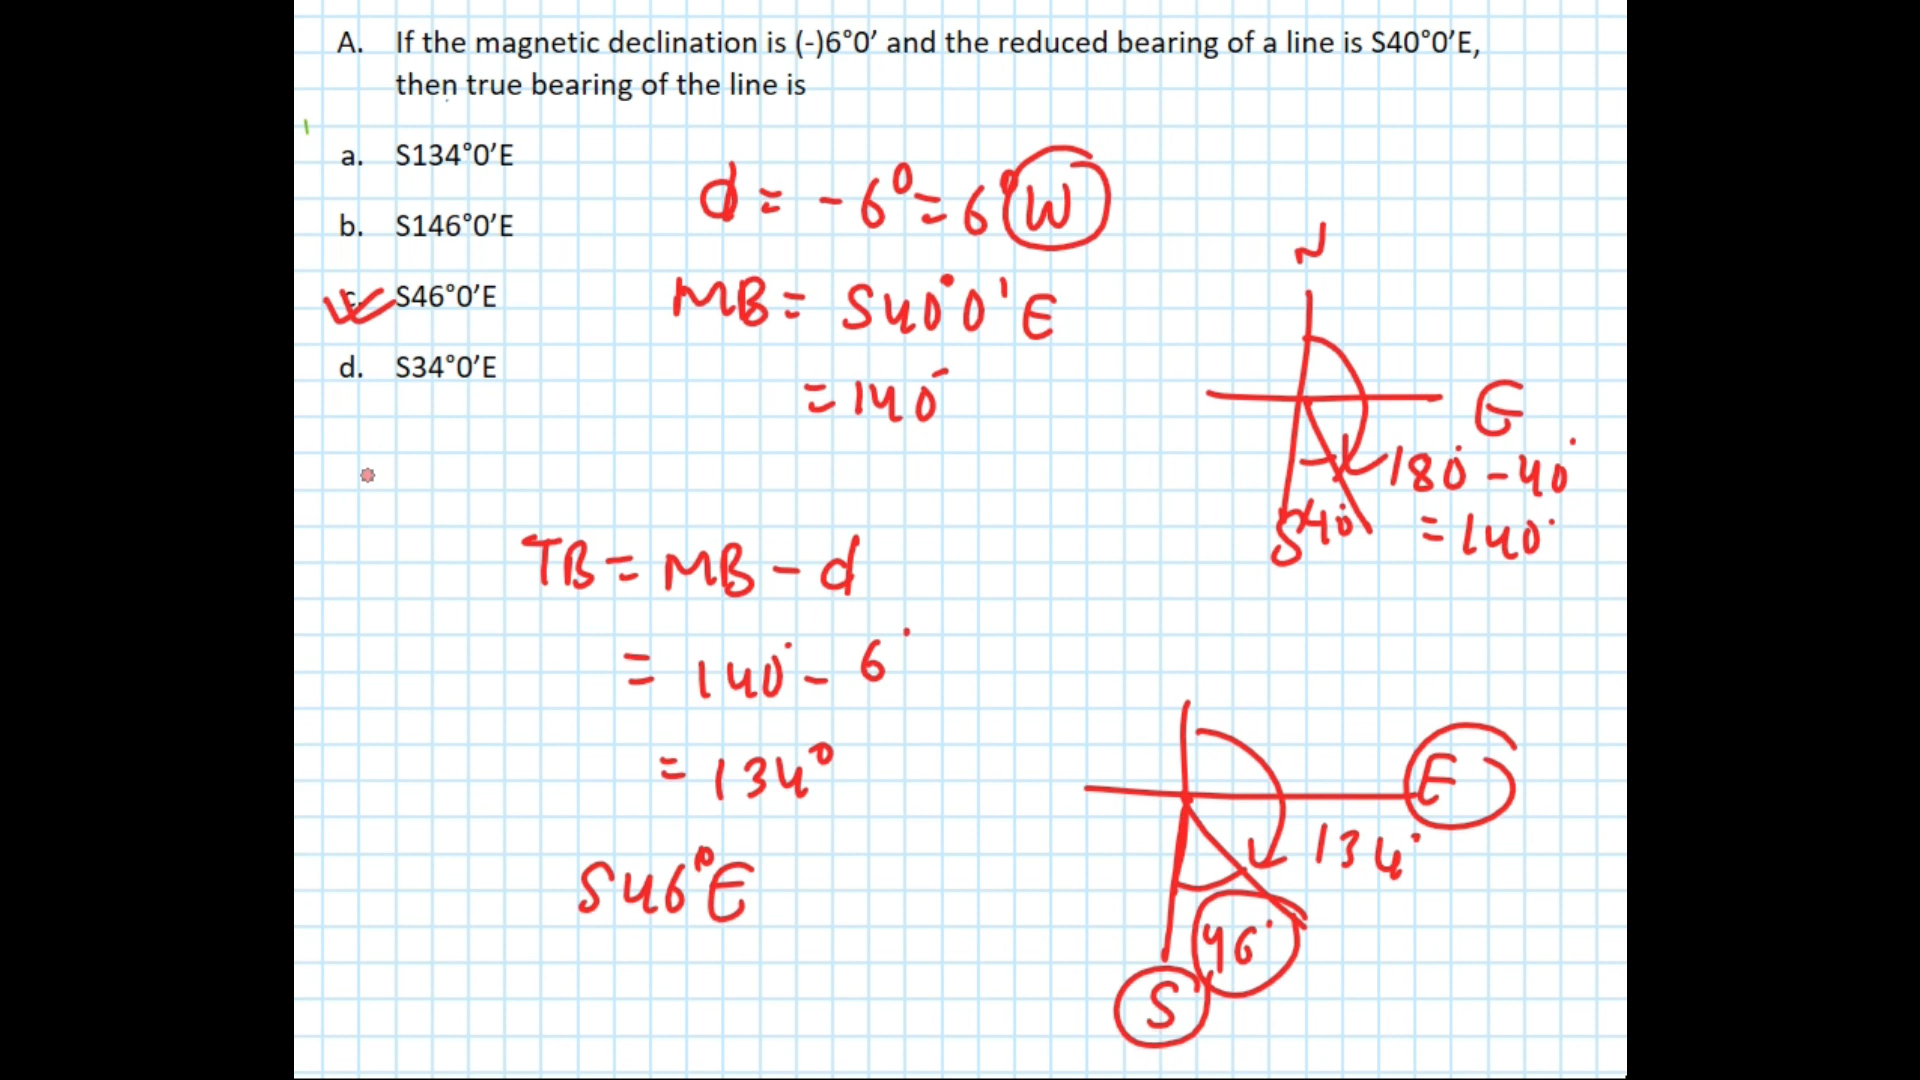 A. If the magnetic declination is (-)6°0’ and the reduced bearing of a line is S40°0’E,
then true bearing of the line is
a. S134°0’E
b. S146°0’E
c. S46°0’E
d. S34°0’E
d = - 6° = 6° W
MB = S40°0'E
= 140°
N
E
S
40°
180° - 40°
= 140°
TB = MB - d
= 140° - 6°
= 134°
S46°E
E
134°
46°
S